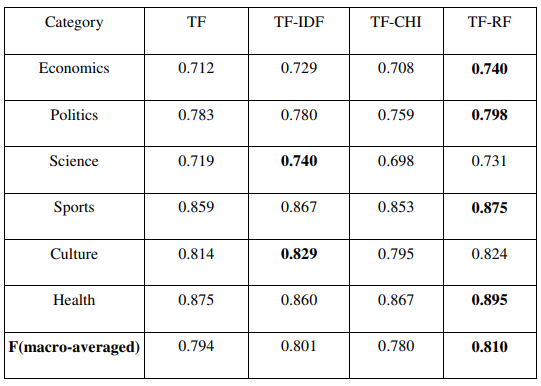 Category TF TF-IDF TF-CHI TF-RF
Economics 0.712 0.729 0.708 0.740
Politics 0.783 0.780 0.759 0.798
Science 0.719 0.740 0.698 0.731
Sports 0.859 0.867 0.853 0.875
Culture 0.814 0.829 0.795 0.824
Health 0.875 0.860 0.867 0.895
F(macro-averaged) 0.794 0.801 0.780 0.810